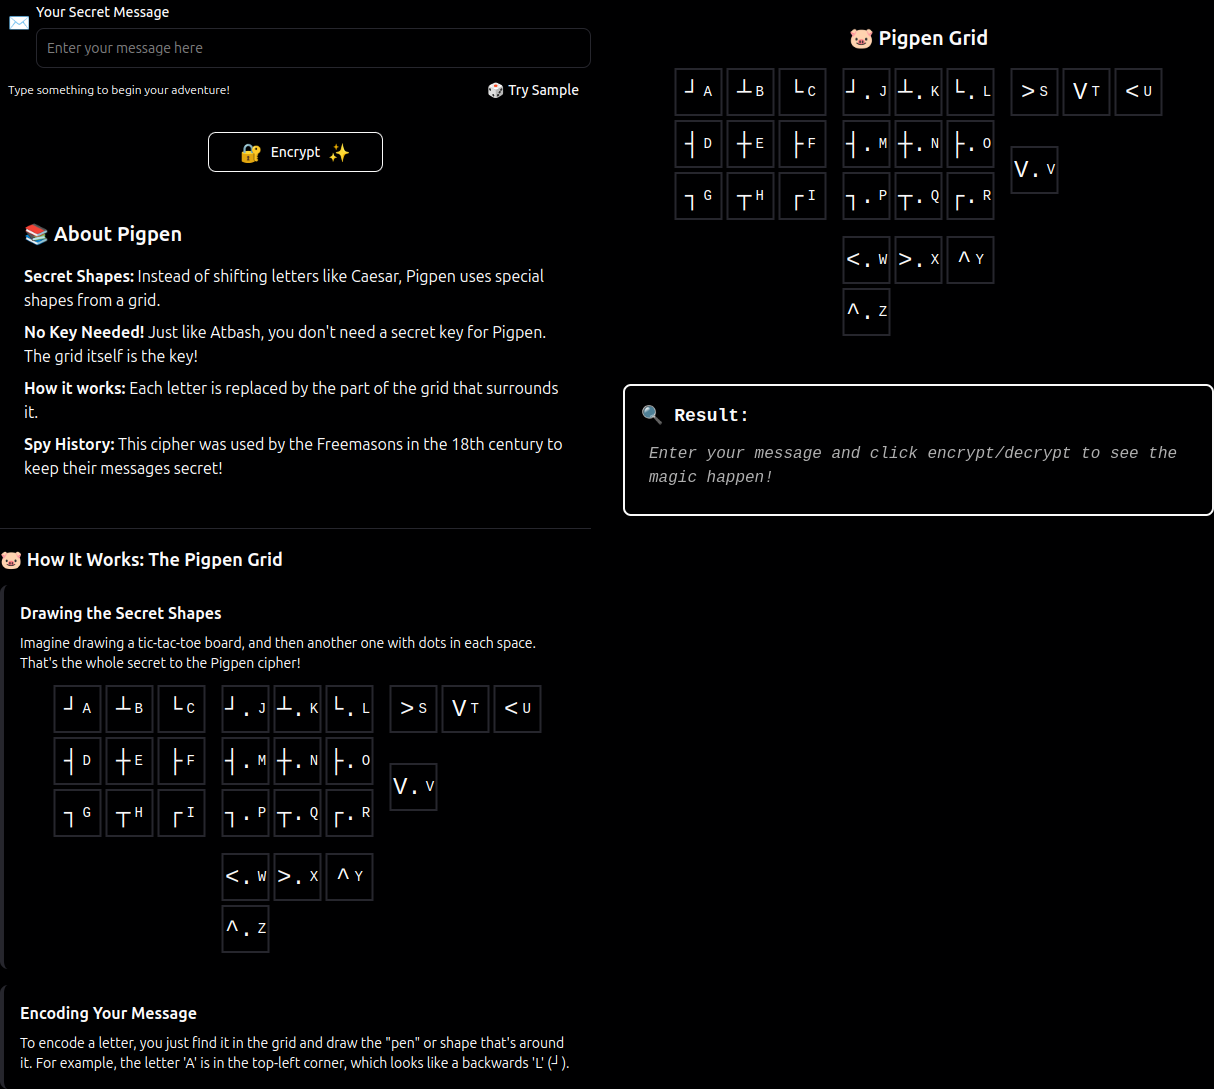 Your Secret Message
Enter your message here
Type something to begin your adventure!
🎲 Try Sample
🔐 Encrypt ✨
📚 About Pigpen
Secret Shapes: Instead of shifting letters like Caesar, Pigpen uses special
shapes from a grid.
No Key Needed! Just like Atbash, you don't need a secret key for Pigpen.
The grid itself is the key!
How it works: Each letter is replaced by the part of the grid that surrounds
it.
Spy History: This cipher was used by the Freemasons in the 18th century to
keep their messages secret!
🐷 How It Works: The Pigpen Grid
Drawing the Secret Shapes
Imagine drawing a tic-tac-toe board, and then another one with dots in each space.
That's the whole secret to the Pigpen cipher!
┘ A ┴ B └ C ┘. J ┴. K └. L > S V T < U
┤ D ┼ E ├ F ┤. M ┼. N ├. O V. V
┐ G ┬ H ┌ I ┐. P ┬. Q ┌. R
<. W >. X ^ Y
^. Z
Encoding Your Message
To encode a letter, you just find it in the grid and draw the "pen" or shape that's around
it. For example, the letter 'A' is in the top-left corner, which looks like a backwards 'L' (┘).
🐷 Pigpen Grid
┘ A ┴ B └ C ┘. J ┴. K └. L > S V T < U
┤ D ┼ E ├ F ┤. M ┼. N ├. O V. V
┐ G ┬ H ┌ I ┐. P ┬. Q ┌. R
<. W >. X ^ Y
^. Z
🔍 Result:
Enter your message and click encrypt/decrypt to see the
magic happen!